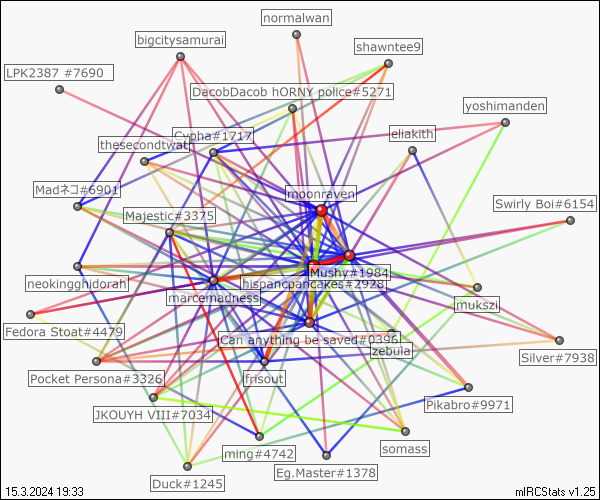 normalwan
bigcitysamurai
shawntee9
LPK2387 #7690
DacobDacob hORNY police#5271
yoshimanden
Cypha#1717
eliakith
thesecondtwat
Madネコ#6901
moonraven
Swirly Boi#6154
Majestic#3375
Mushy#1984
neokingghidorah
hispancpancakes#2928
marcemadness
mukszi
Fedora Stoat#4479
Can anything be saved#0396
zebula
Silver#7938
Pocket Persona#3326
frisout
Pikabro#9971
JKOUYH VIII#7034
somass
ming#4742
Eg.Master#1378
Duck#1245
15.3.2024 19:33
mIRCStats v1.25